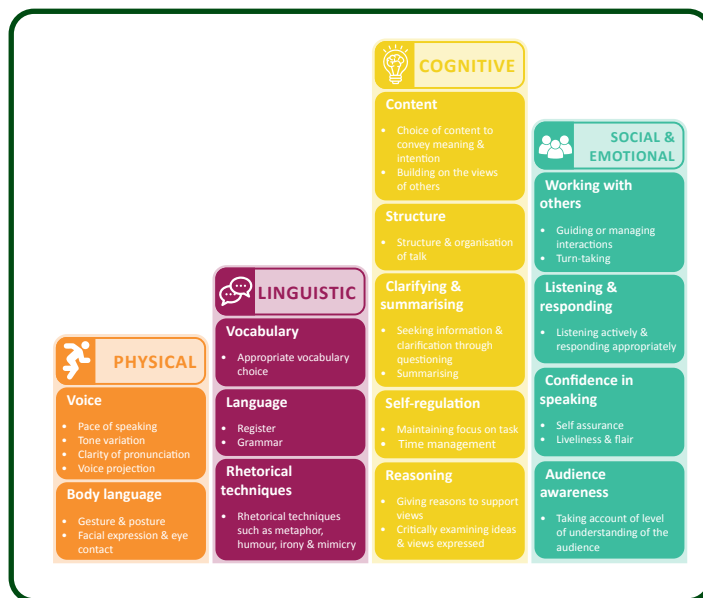 PHYSICAL
Voice
• Pace of speaking
• Tone variation
• Clarity of pronunciation
• Voice projection
Body language
• Gesture & posture
• Facial expression & eye
contact
LINGUISTIC
Vocabulary
• Appropriate vocabulary
choice
Language
• Register
• Grammar
Rhetorical
techniques
• Rhetorical techniques
such as metaphor,
humour, irony & mimicry
COGNITIVE
Content
• Choice of content to
convey meaning &
intention
• Building on the views
of others
Structure
• Structure & organisation
of talk
Clarifying &
summarising
• Seeking information &
clarification through
questioning
• Summarising
Self-regulation
• Maintaining focus on task
• Time management
Reasoning
• Giving reasons to support
views
• Critically examining ideas
& views expressed
SOCIAL &
EMOTIONAL
Working with
others
• Guiding or managing
interactions
• Turn-taking
Listening &
responding
• Listening actively &
responding appropriately
Confidence in
speaking
• Self assurance
• Liveliness & flair
Audience
awareness
• Taking account of level
of understanding of the
audience